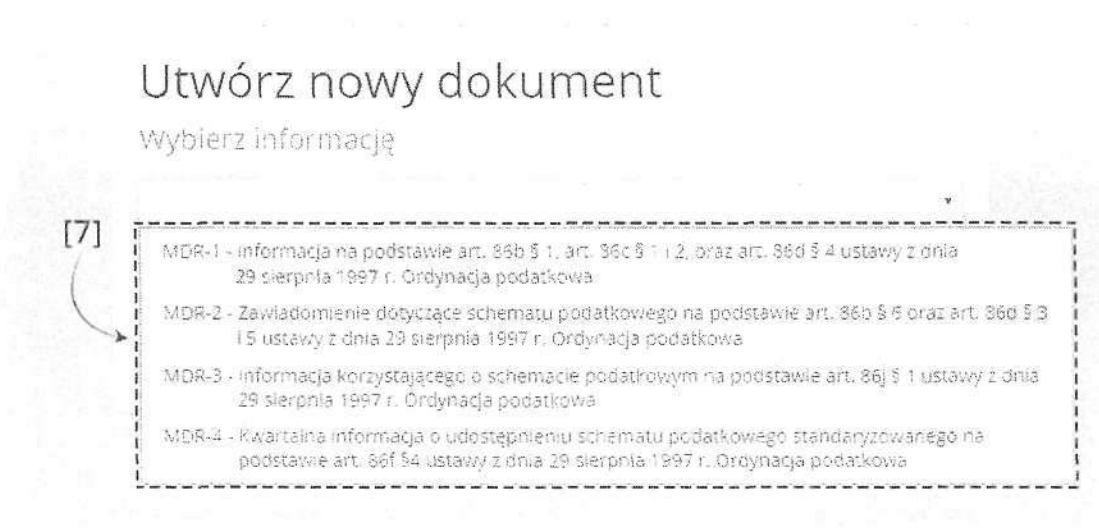 Utwórz nowy dokument
Wybierz informację
[7]
MDR-1 - informacja na podstawie art. 86b § 1, art. 86c § 1 i 2, oraz art. 86d § 4 ustawy z dnia
29 sierpnia 1997 r. Ordynacja podatkowa
MDR-2 - Zawiadomienie dotyczące schematu podatkowego na podstawie art. 86b § 6 oraz art. 86d § 3
i 5 ustawy z dnia 29 sierpnia 1997 r. Ordynacja podatkowa
MDR-3 - informacja korzystającego o schemacie podatkowym na podstawie art. 86j § 1 ustawy z dnia
29 sierpnia 1997 r. Ordynacja podatkowa
MDR-4 - Kwartalna informacja o udostępnieniu schematu podatkowego standaryzowanego na
podstawie art. 86f §4 ustawy z dnia 29 sierpnia 1997 r. Ordynacja podatkowa